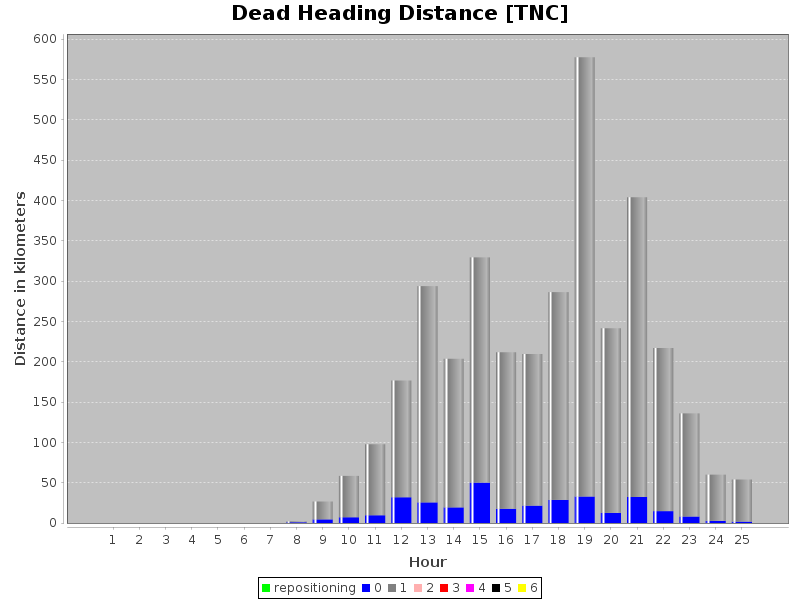 Dead Heading Distance [TNC]
600
550
500
450
400
350
300
250
200
150
100
50
0
Distance in kilometers
1 2 3 4 5 6 7 8 9 10 11 12 13 14 15 16 17 18 19 20 21 22 23 24 25
Hour
repositioning 0 1 2 3 4 5 6